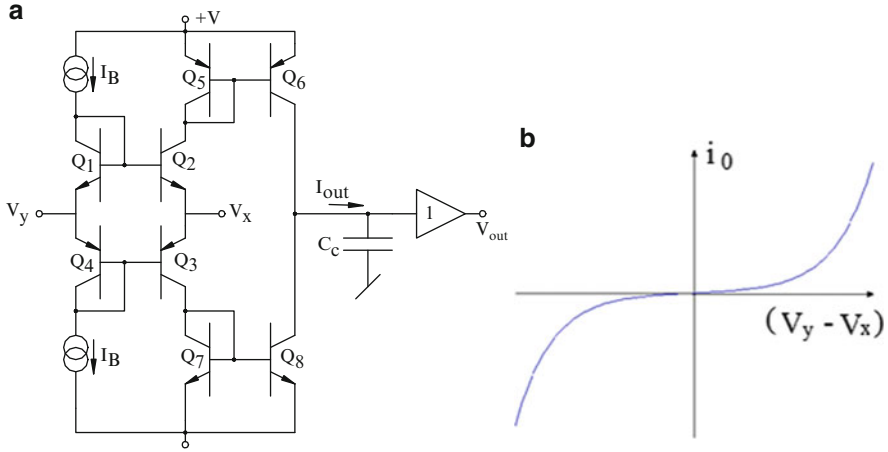 a
+V
I_B
Q_5
Q_6
Q_1
Q_2
b
i_0
V_y
V_x
I_out
1
V_out
C_c
(V_y - V_x)
Q_4
Q_3
I_B
Q_7
Q_8